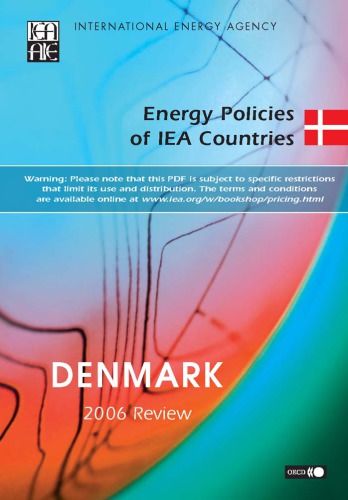 IEA
AIE
INTERNATIONAL ENERGY AGENCY
Energy Policies
of IEA Countries
Warning: Please note that this PDF is subject to specific restrictions
that limit its use and distribution. The terms and conditions
are available online at www.iea.org/w/bookshop/pricing.html
DENMARK
2006 Review
OECD